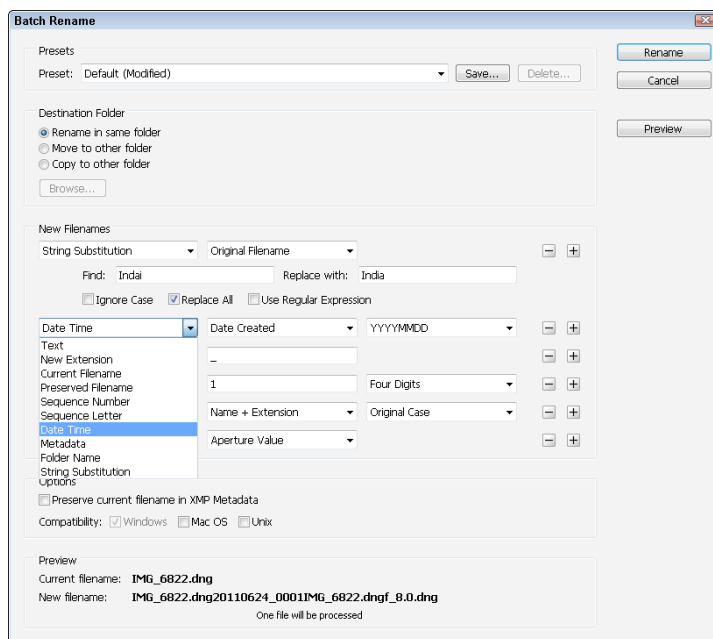 Batch Rename
Presets
Preset: Default (Modified) Save... Delete...
Rename
Cancel
Preview
Destination Folder
Rename in same folder
Move to other folder
Copy to other folder
Browse...
New Filenames
String Substitution Original Filename
Find: Indai Replace with: India
Ignore Case Replace All Use Regular Expression
Date Time Date Created YYYYMMDD
Text
New Extension _
Current Filename
Preserved Filename
Sequence Number 1 Four Digits
Sequence Letter Name + Extension Original Case
Date Time
Metadata Aperture Value
Folder Name
String Substitution
Options
Preserve current filename in XMP Metadata
Compatibility: Windows Mac OS Unix
Preview
Current filename: IMG_6822.dng
New filename: IMG_6822.dng20110624_0001IMG_6822.dngf_8.0.dng
One file will be processed